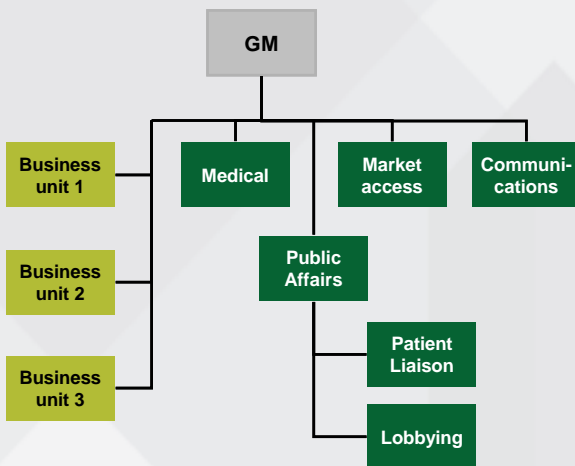 GM
Business
unit 1
Medical
Market
access
Communi-
cations
Business
unit 2
Public
Affairs
Business
unit 3
Patient
Liaison
Lobbying